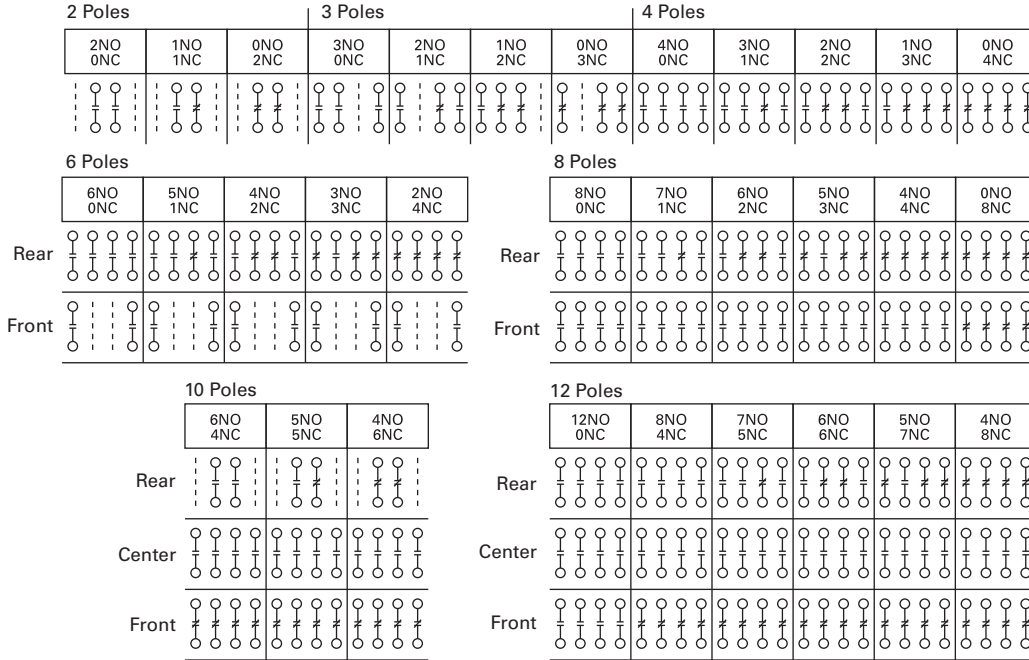 2 Poles 3 Poles 4 Poles
2NO 1NO 0NO 3NO 2NO 1NO 0NO 4NO 3NO 2NO 1NO 0NO
0NC 1NC 2NC 0NC 1NC 2NC 3NC 0NC 1NC 2NC 3NC 4NC
6 Poles 8 Poles
6NO 5NO 4NO 3NO 2NO 8NO 7NO 6NO 5NO 4NO 0NO
0NC 1NC 2NC 3NC 4NC 0NC 1NC 2NC 3NC 4NC 8NC
Rear Rear
Front Front
10 Poles 12 Poles
6NO 5NO 4NO 12NO 8NO 7NO 6NO 5NO 4NO
4NC 5NC 6NC 0NC 4NC 5NC 6NC 7NC 8NC
Rear Rear
Center Center
Front Front